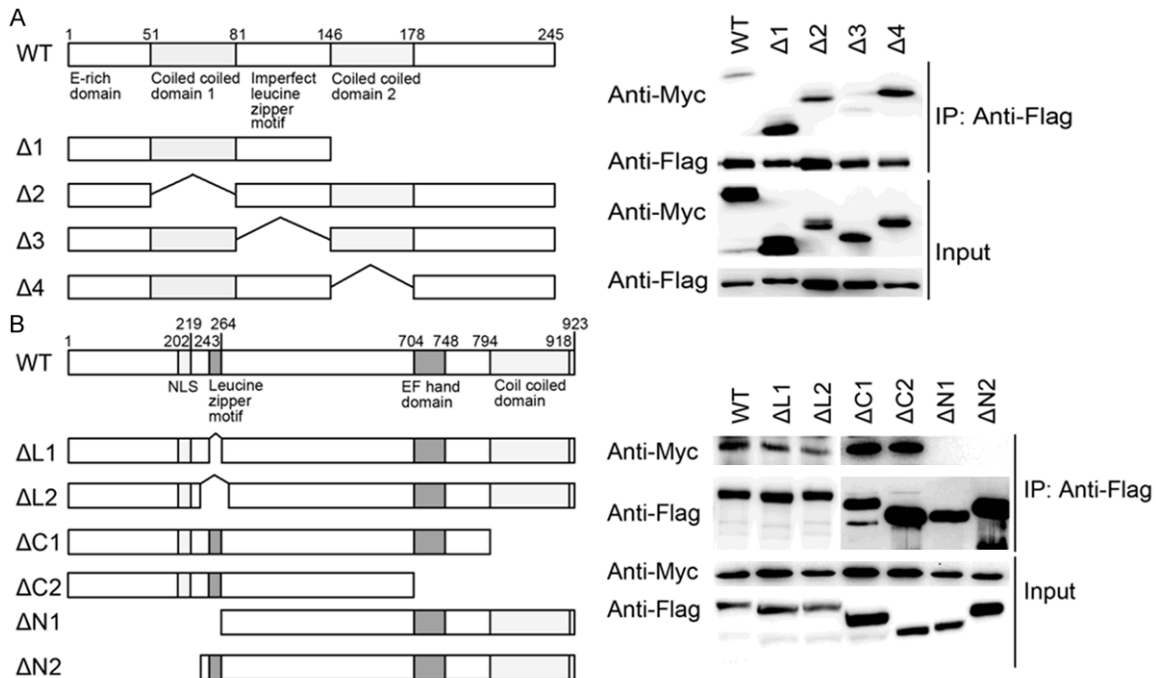 A
1 51 81 146 178 245
WT
E-rich domain
Coiled coiled domain 1
Imperfect leucine zipper motif
Coiled coiled domain 2
Δ1
Δ2
Δ3
Δ4
WT Δ1 Δ2 Δ3 Δ4
Anti-Myc
Anti-Flag
IP: Anti-Flag
Anti-Myc
Anti-Flag
Input
B
219 264 923
1 202 243 704 748 794 918
WT
NLS
Leucine zipper motif
EF hand domain
Coil coiled domain
ΔL1
ΔL2
ΔC1
ΔC2
ΔN1
ΔN2
WT ΔL1 ΔL2 ΔC1 ΔC2 ΔN1 ΔN2
Anti-Myc
Anti-Flag
IP: Anti-Flag
Anti-Myc
Anti-Flag
Input